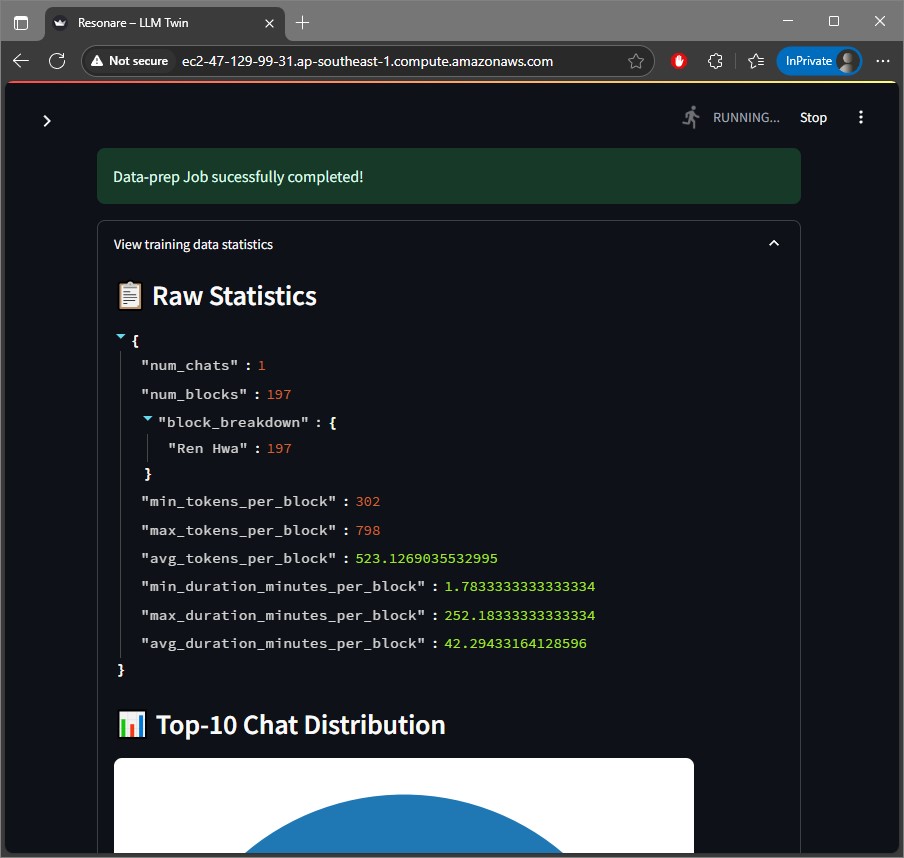 Resonare – LLM Twin
Not secure
ec2-47-129-99-31.ap-southeast-1.compute.amazonaws.com
InPrivate
RUNNING...
Stop
Data-prep Job sucessfully completed!
View training data statistics
Raw Statistics
{
"num_chats" : 1
"num_blocks" : 197
"block_breakdown" : {
"Ren Hwa" : 197
}
"min_tokens_per_block" : 302
"max_tokens_per_block" : 798
"avg_tokens_per_block" : 523.1269035532995
"min_duration_minutes_per_block" : 1.7833333333333334
"max_duration_minutes_per_block" : 252.18333333333334
"avg_duration_minutes_per_block" : 42.29433164128596
}
Top-10 Chat Distribution